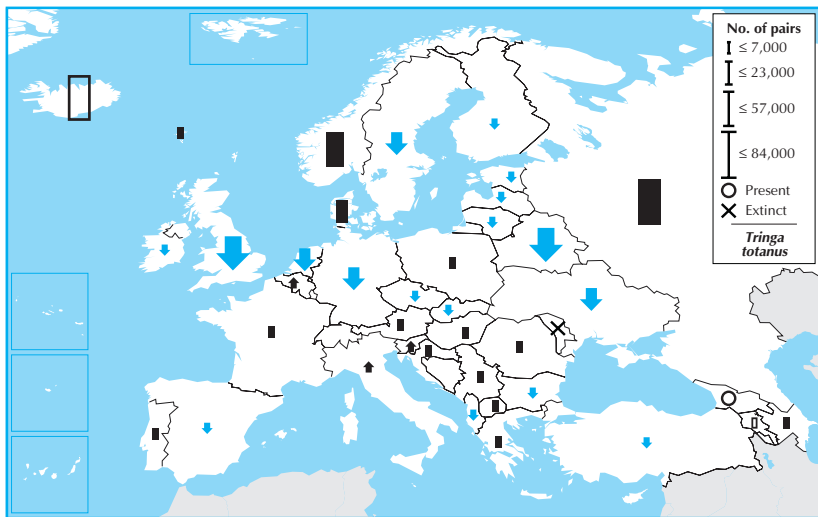 No. of pairs
≤ 7,000
≤ 23,000
≤ 57,000
≤ 84,000
Present
Extinct
Tringa
totanus